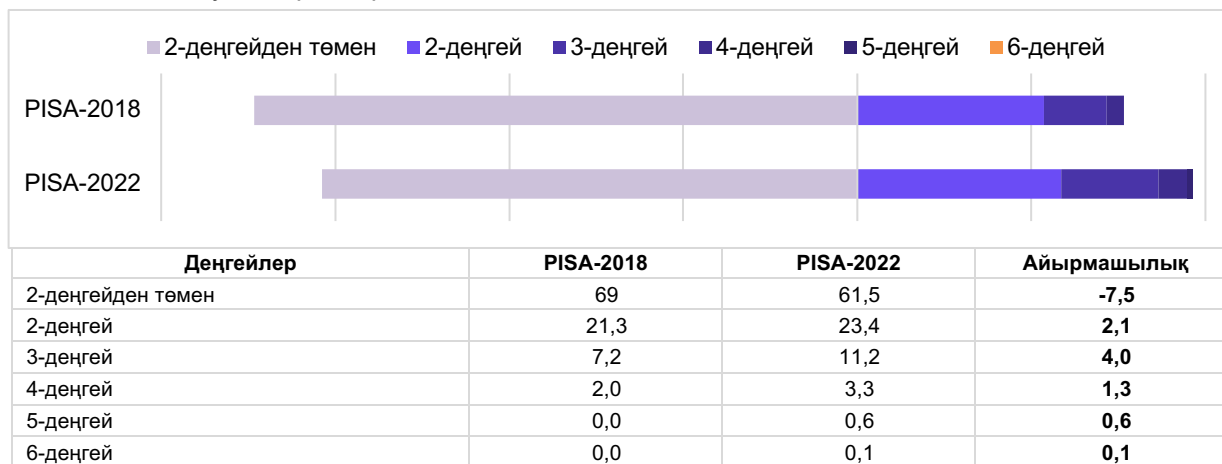 2-деңгейден төмен 2-деңгей 3-деңгей 4-деңгей 5-деңгей 6-деңгей
PISA-2018
PISA-2022
Деңгейлер PISA-2018 PISA-2022 Айырмашылық
2-деңгейден төмен 69 61,5 -7,5
2-деңгей 21,3 23,4 2,1
3-деңгей 7,2 11,2 4,0
4-деңгей 2,0 3,3 1,3
5-деңгей 0,0 0,6 0,6
6-деңгей 0,0 0,1 0,1